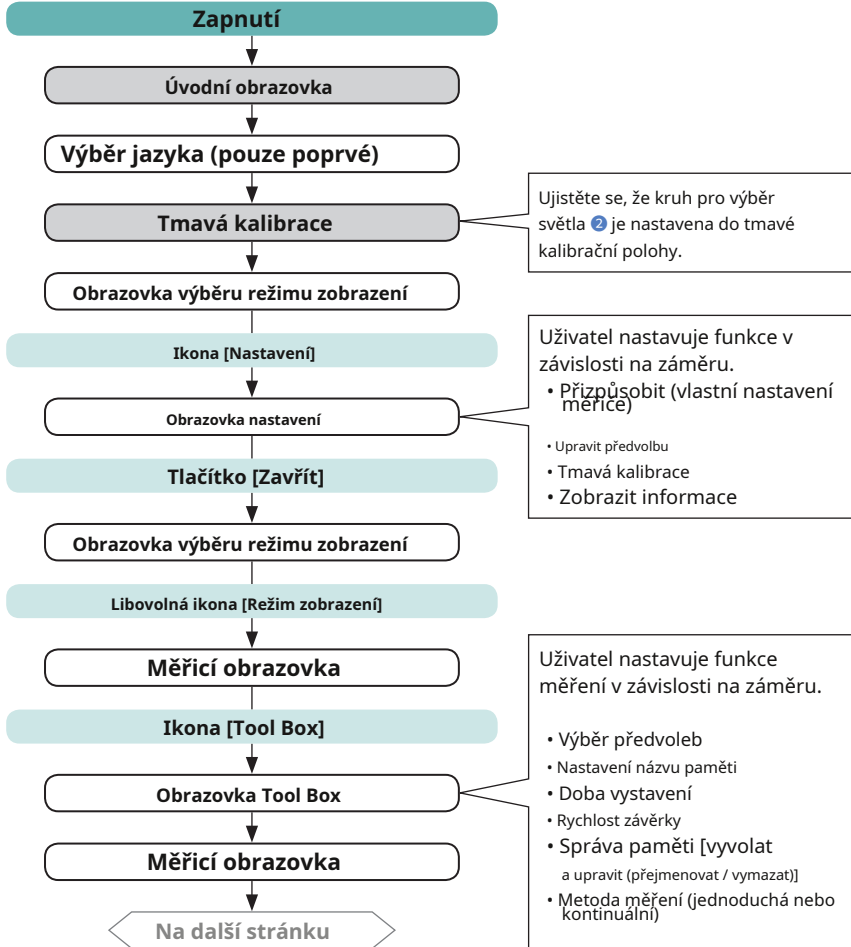 Zapnutí
Úvodní obrazovka
Výběr jazyka (pouze poprvé)
Tmavá kalibrace
Ujistěte se, že kruh pro výběr
světla 2 je nastavena do tmavé
kalibrační polohy.
Obrazovka výběru režimu zobrazení
Ikona [Nastavení]
Obrazovka nastavení
Uživatel nastavuje funkce v
závislosti na záměru.
• Přizpůsobit (vlastní nastavení
měřiče)
• Upravit předvolbu
• Tmavá kalibrace
• Zobrazit informace
Tlačítko [Zavřít]
Obrazovka výběru režimu zobrazení
Libovolná ikona [Režim zobrazení]
Měřicí obrazovka
Ikona [Tool Box]
Obrazovka Tool Box
Uživatel nastavuje funkce
měření v závislosti na záměru.
• Výběr předvoleb
• Nastavení názvu paměti
• Doba vystavení
• Rychlost závěrky
• Správa paměti [vyvolat
a upravit (přejmenovat / vymazat)]
• Metoda měření (jednoduchá nebo
kontinuální)
Měřicí obrazovka
Na další stránku